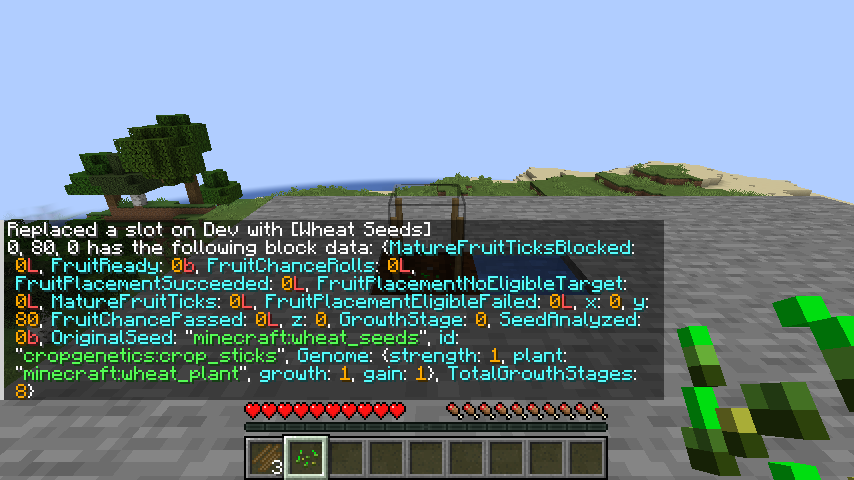 Replaced a slot on Dev with [Wheat Seeds]
0, 80, 0 has the following block data: {MatureFruitTicksBlocked:
0L, FruitReady: 0b, FruitChanceRolls: 0L,
FruitPlacementSucceeded: 0L, FruitPlacementNoEligibleTarget:
0L, MatureFruitTicks: 0L, FruitPlacementEligibleFailed: 0L, x: 0, y:
80, FruitChancePassed: 0L, z: 0, GrowthStage: 0, SeedAnalyzed:
0b, OriginalSeed: "minecraft:wheat_seeds", id:
"cropgenetics:crop_sticks", Genome: {strength: 1, plant:
"minecraft:wheat_plant", growth: 1, gain: 1}, TotalGrowthStages:
8}
3